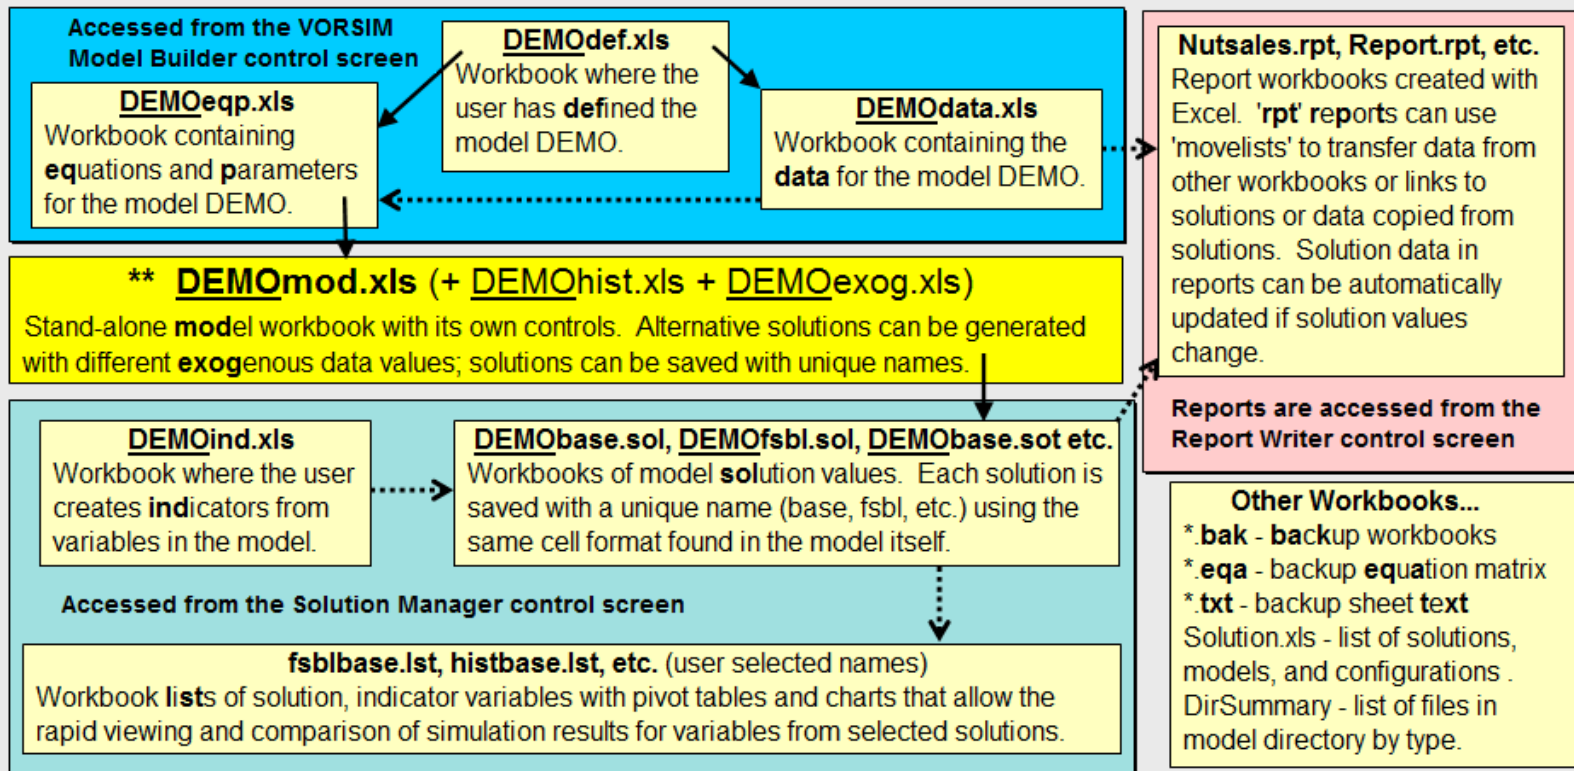 Accessed from the VORSIM
Model Builder control screen
DEMOdef.xls
Workbook where the
user has defined the
model DEMO.
DEMOeqp.xls
Workbook containing
equations and parameters
for the model DEMO.
DEMOdata.xls
Workbook containing the
data for the model DEMO.
** DEMOmod.xls (+ DEMOhist.xls + DEMOexog.xls)
Stand-alone model workbook with its own controls. Alternative solutions can be generated
with different exogenous data values; solutions can be saved with unique names.
DEMOind.xls
Workbook where the user
creates indicators from
variables in the model.
DEMObase.sol, DEMOfsbl.sol, DEMObase.sot etc.
Workbooks of model solution values. Each solution is
saved with a unique name (base, fsbl, etc.) using the
same cell format found in the model itself.
Accessed from the Solution Manager control screen
fsblbase.lst, histbase.lst, etc. (user selected names)
Workbook lists of solution, indicator variables with pivot tables and charts that allow the
rapid viewing and comparison of simulation results for variables from selected solutions.
Nutsales.rpt, Report.rpt, etc.
Report workbooks created with
Excel. 'rpt' reports can use
'movelists' to transfer data from
other workbooks or links to
solutions or data copied from
solutions. Solution data in
reports can be automatically
updated if solution values
change.
Reports are accessed from the
Report Writer control screen
Other Workbooks...
*.bak - backup workbooks
*.eqa - backup equation matrix
*.txt - backup sheet text
Solution.xls - list of solutions,
models, and configurations .
DirSummary - list of files in
model directory by type.